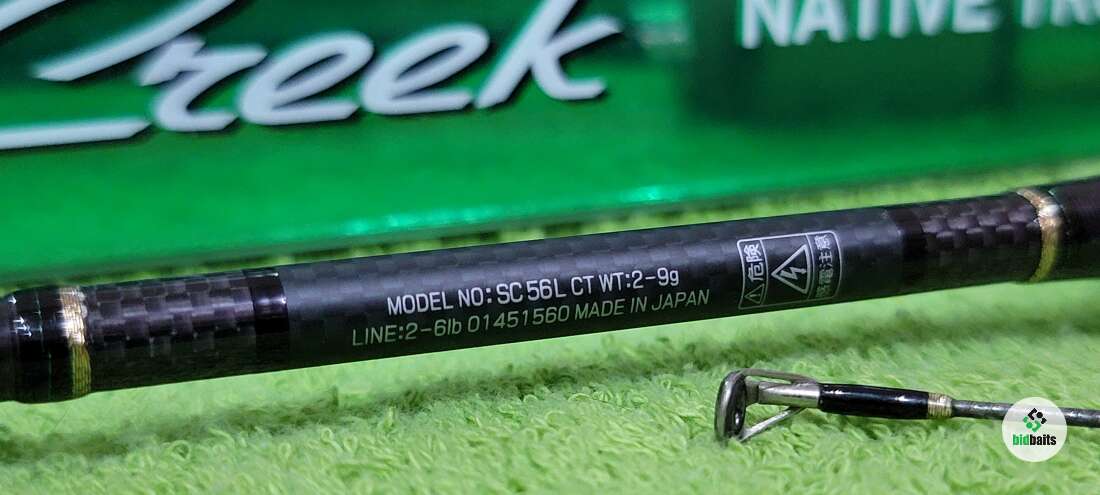 Creek
NATIVE
MODEL NO: SC 56L CT WT:2-9g
LINE:2-6lb 01451560 MADE IN JAPAN
危険
感電注意
bidbaits